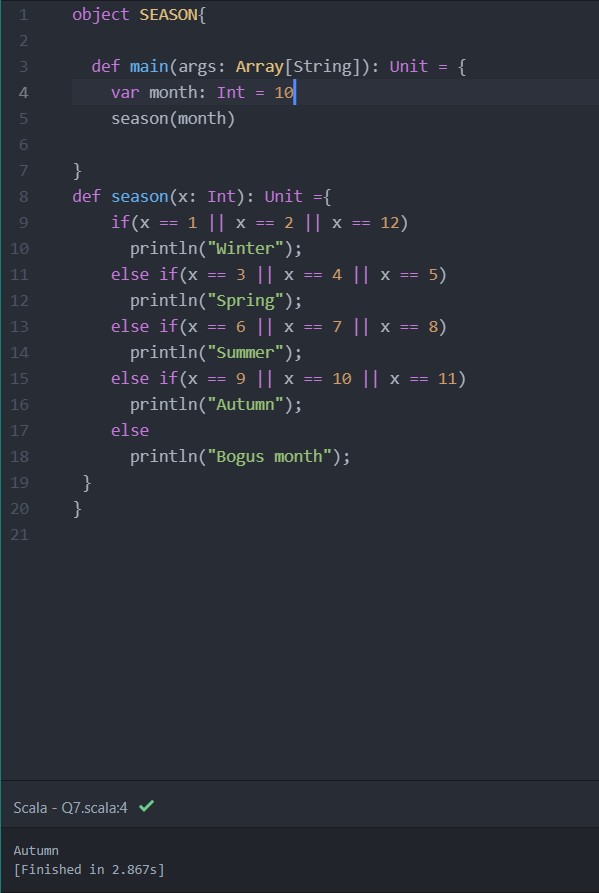 1 object SEASON{
2
3 def main(args: Array[String]): Unit = {
4 var month: Int = 10
5 season(month)
6
7 }
8 def season(x: Int): Unit ={
9 if(x == 1 || x == 2 || x == 12)
10 println("Winter");
11 else if(x == 3 || x == 4 || x == 5)
12 println("Spring");
13 else if(x == 6 || x == 7 || x == 8)
14 println("Summer");
15 else if(x == 9 || x == 10 || x == 11)
16 println("Autumn");
17 else
18 println("Bogus month");
19 }
20 }
21
Scala - Q7.scala:4
Autumn
[Finished in 2.867s]